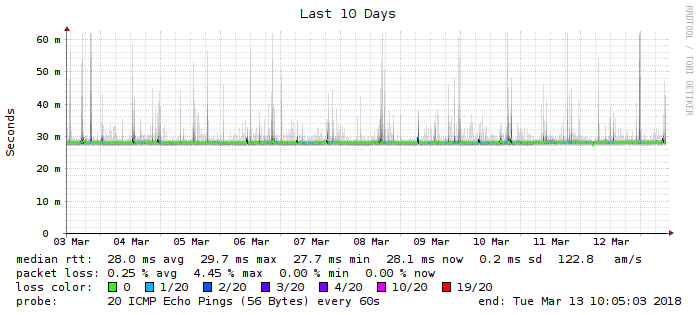 Last 10 Days
RRDTOOL / TOBI OETIKER
Seconds
60 m
50 m
40 m
30 m
20 m
10 m
0
03 Mar 04 Mar 05 Mar 06 Mar 07 Mar 08 Mar 09 Mar 10 Mar 11 Mar 12 Mar
median rtt: 28.0 ms avg 29.7 ms max 27.7 ms min 28.1 ms now 0.2 ms sd 122.8 am/s
packet loss: 0.25 % avg 4.45 % max 0.00 % min 0.00 % now
loss color: 0 1/20 2/20 3/20 4/20 10/20 19/20
probe: 20 ICMP Echo Pings (56 Bytes) every 60s end: Tue Mar 13 10:05:03 2018